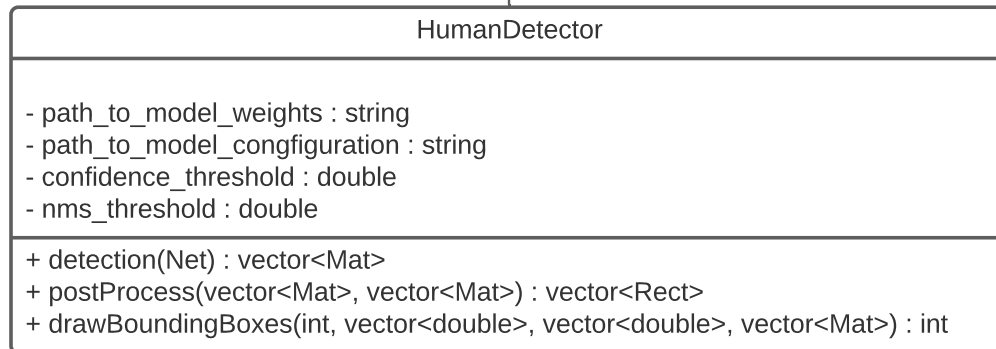 HumanDetector
- path_to_model_weights : string
- path_to_model_congfiguration : string
- confidence_threshold : double
- nms_threshold : double
+ detection(Net) : vector<Mat>
+ postProcess(vector<Mat>, vector<Mat>) : vector<Rect>
+ drawBoundingBoxes(int, vector<double>, vector<double>, vector<Mat>) : int